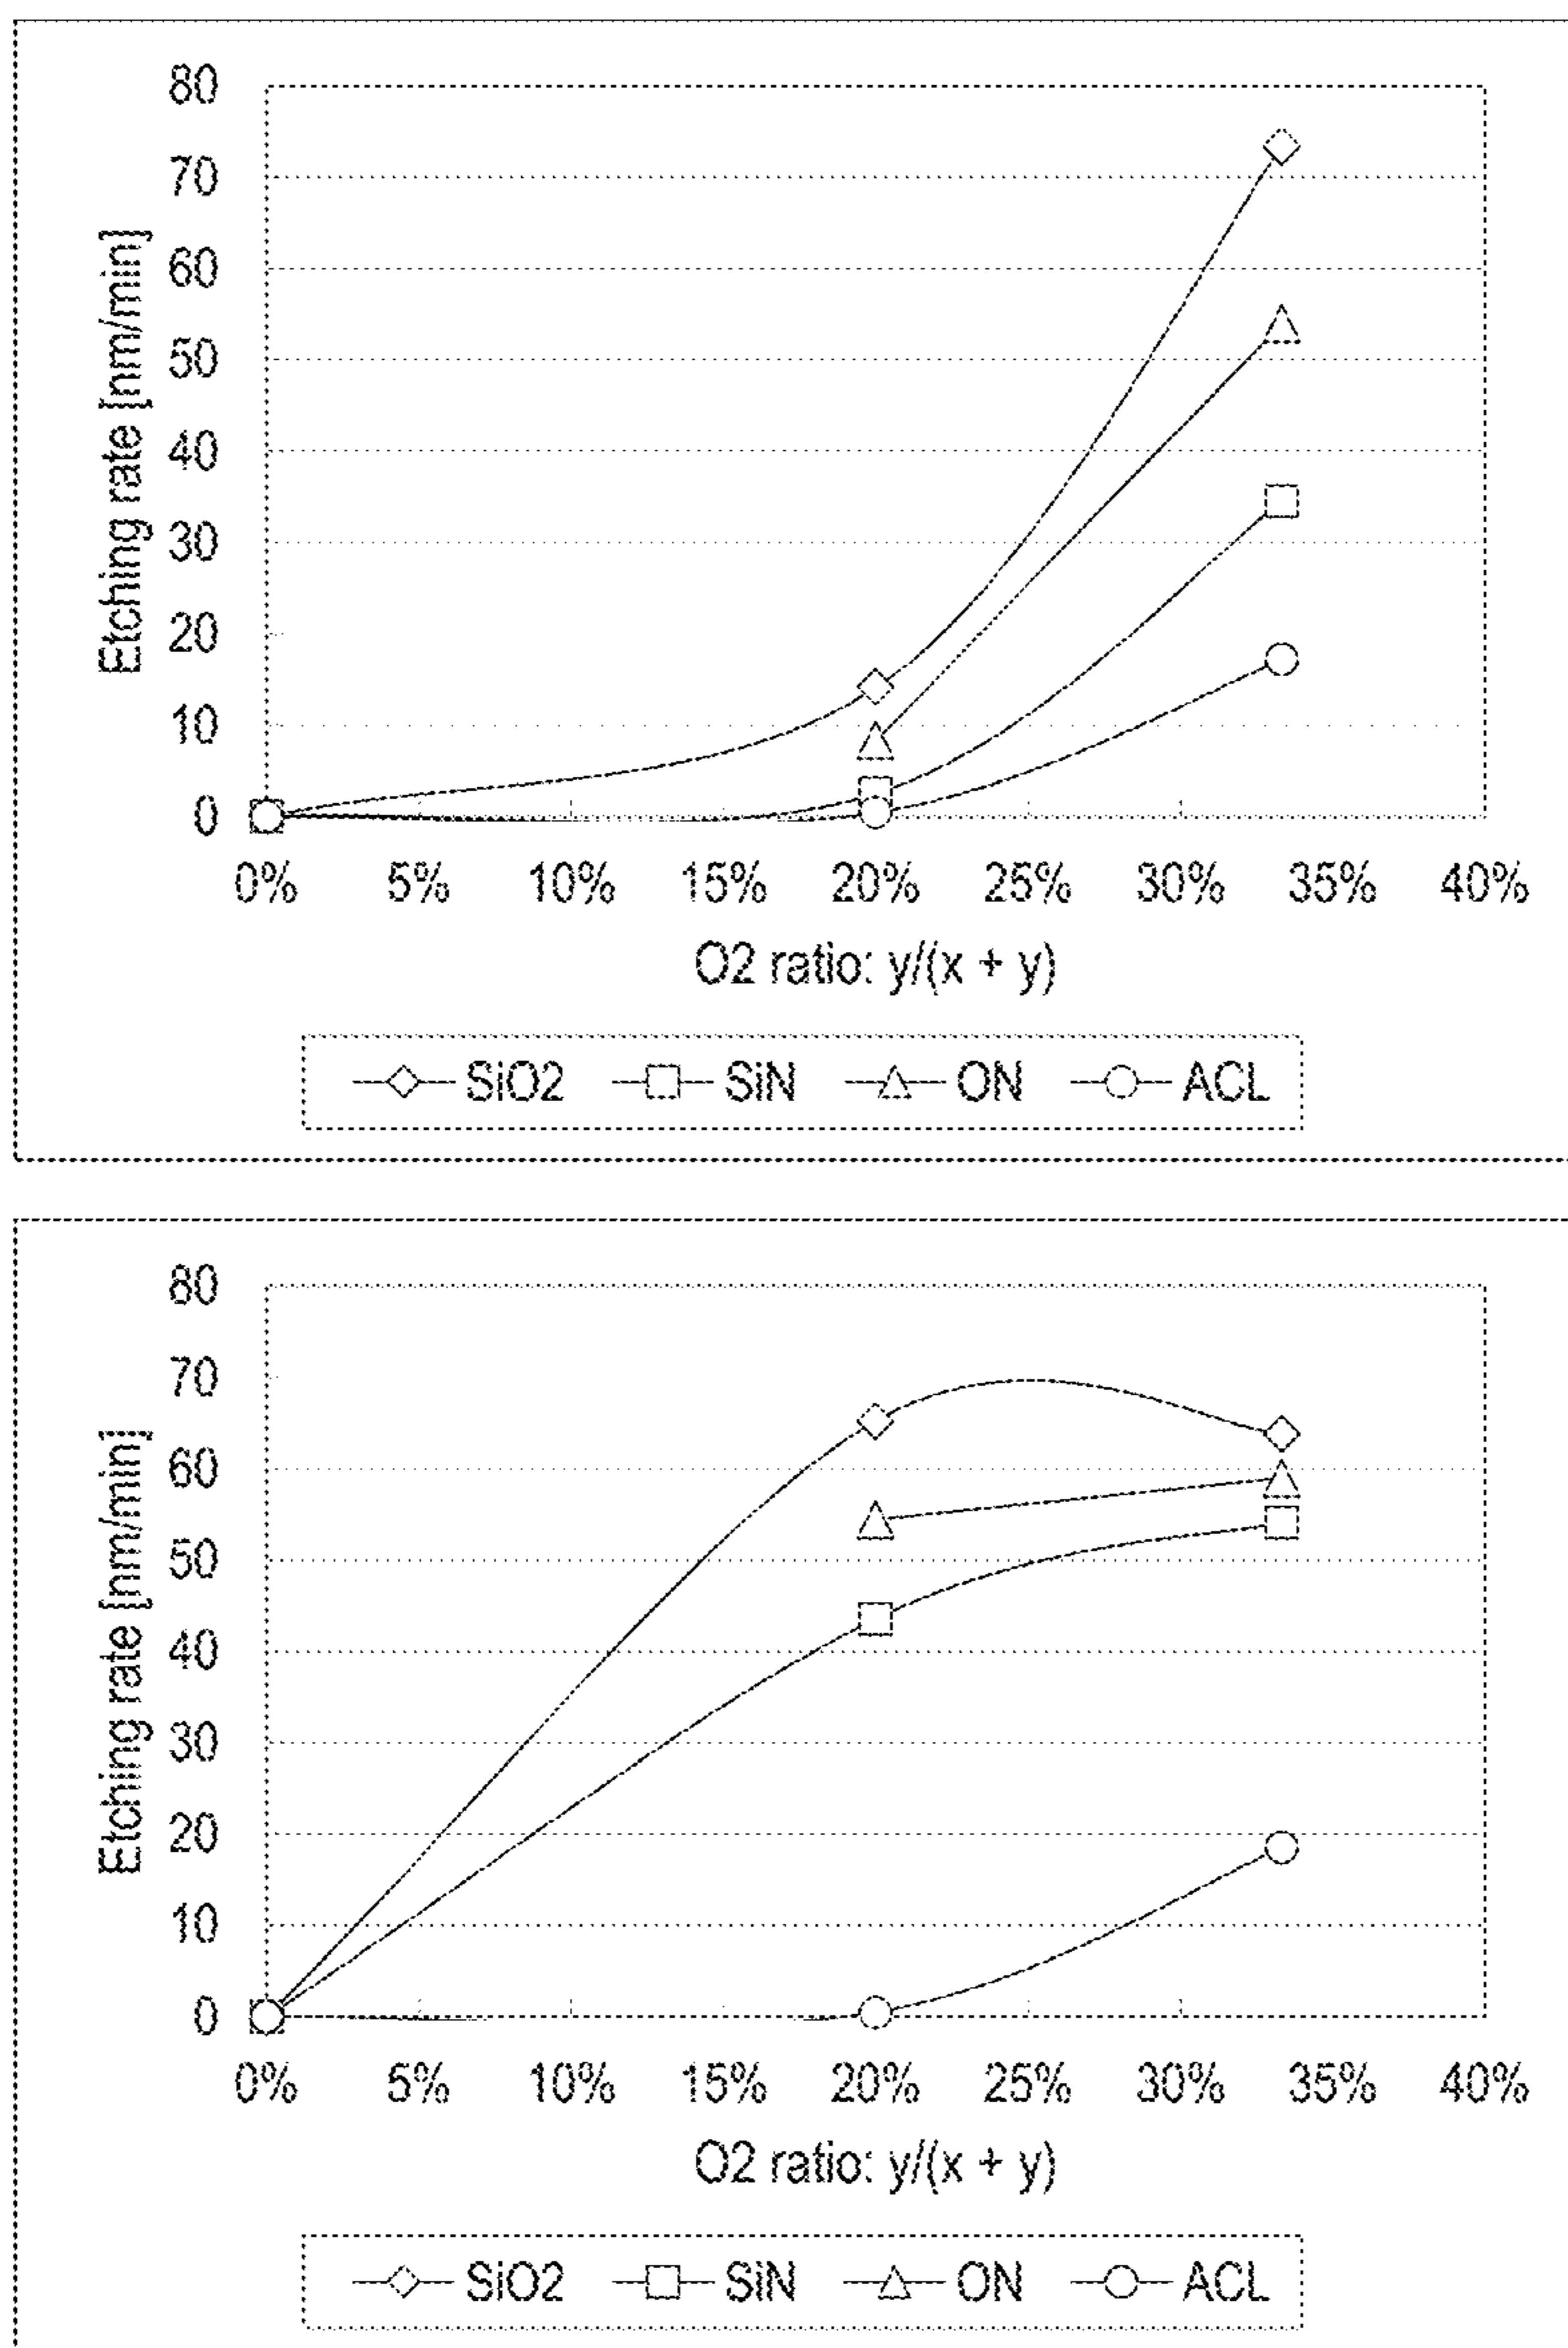 80
70
60
50
40
30
20
10
0
Etching rate [nm/min]
0% 5% 10% 15% 20% 25% 30% 35% 40%
O2 ratio: y/(x + y)
SiO2 SiN ON ACL
80
70
60
50
40
30
20
10
0
Etching rate [nm/min]
0% 5% 10% 15% 20% 25% 30% 35% 40%
O2 ratio: y/(x + y)
SiO2 SiN ON ACL